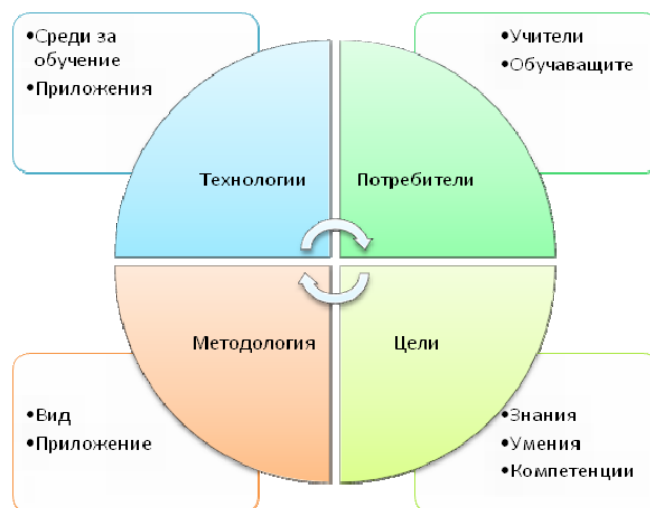 •Среди за
обучение
•Приложения
•Учители
•Обучаващите
Технологии
Потребители
Методология
Цели
•Вид
•Приложение
•Знания
•Умения
•Компетенции